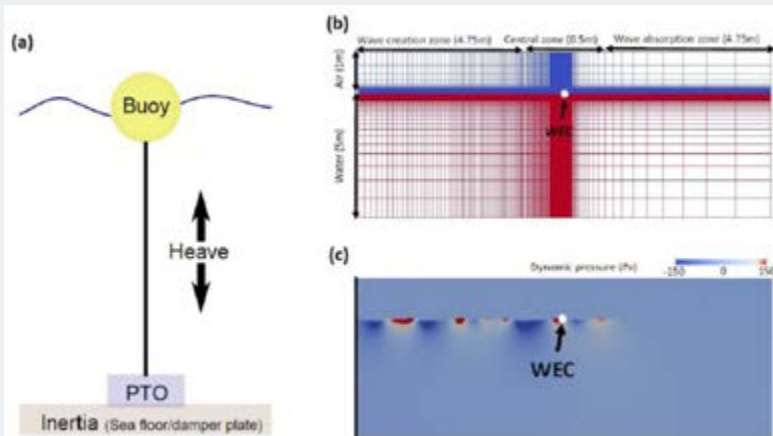 (a)
Buoy
Heave
PTO
Inertia (Sea floor/damper plate)
(b)
Wave creation zone (4.75m) Central zone (0.5m) Wave absorption zone (4.75m)
Air (1m)
Water (5m)
WEC
(c)
Dynamic pressure (Pa)
-150 150
WEC